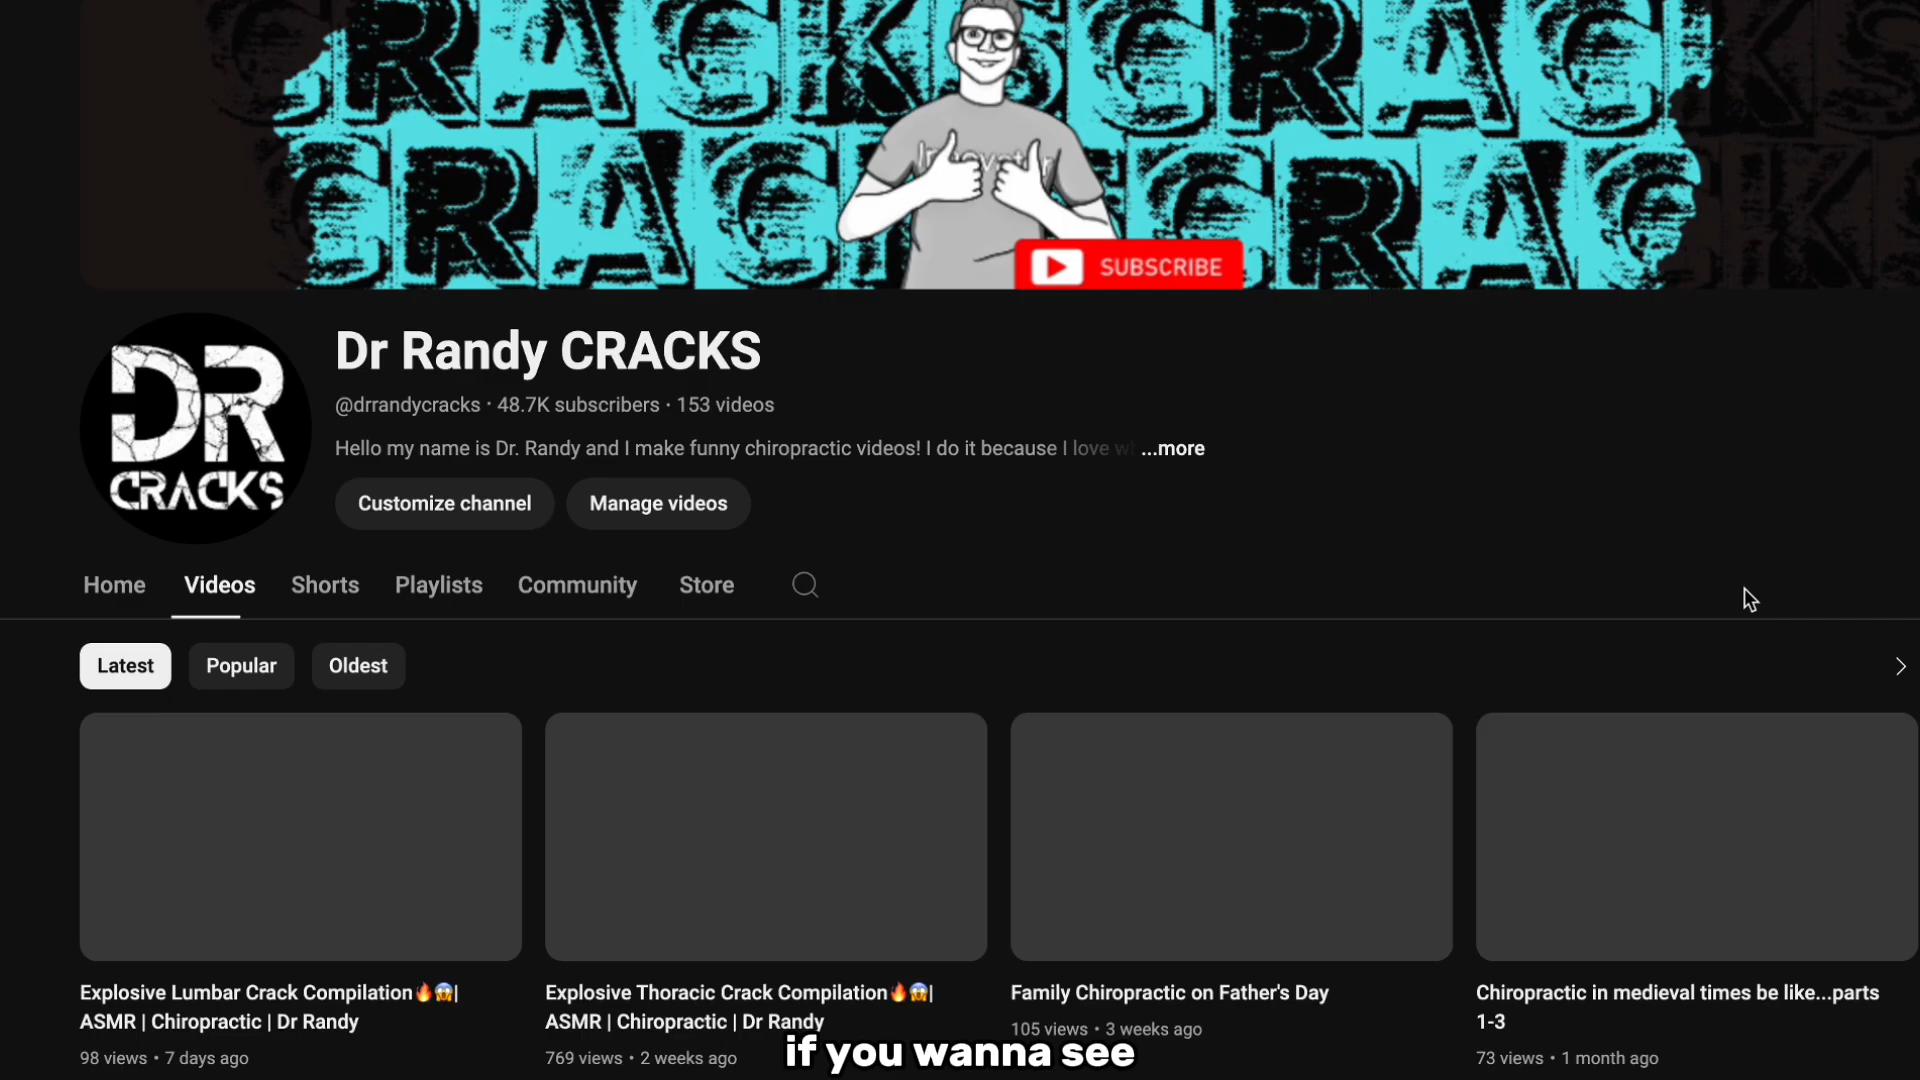 CRACKSCRACKS
CRACKSCRAC
Innovator
SUBSCRIBE
DR
CRACKS
Dr Randy CRACKS
@drrandycracks · 48.7K subscribers · 153 videos
Hello my name is Dr. Randy and I make funny chiropractic videos! I do it because I love ...more
Customize channel Manage videos
Home Videos Shorts Playlists Community Store
Latest Popular Oldest
Explosive Lumbar Crack Compilation🔥😱|
ASMR | Chiropractic | Dr Randy
98 views • 7 days ago
Explosive Thoracic Crack Compilation🔥😱|
ASMR | Chiropractic | Dr Randy
769 views • 2 weeks ago
Family Chiropractic on Father's Day
105 views • 3 weeks ago
Chiropractic in medieval times be like...parts
1-3
73 views • 1 month ago
if you wanna see